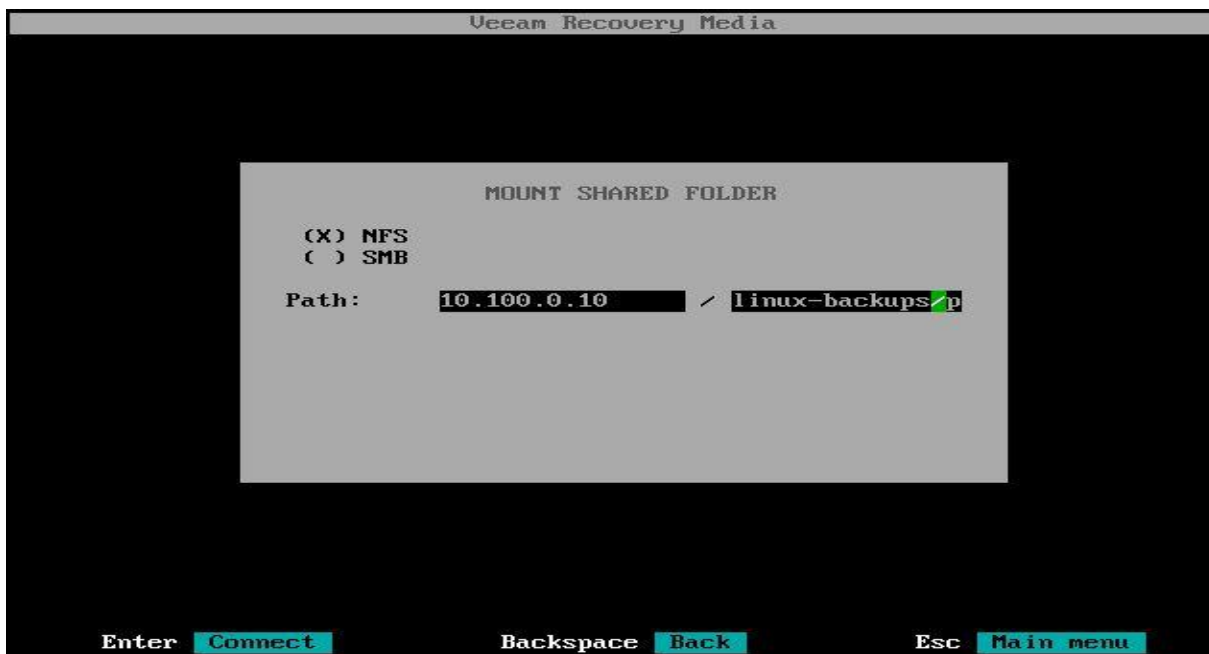 Veeam Recovery Media
MOUNT SHARED FOLDER
(X) NFS
( ) SMB
Path: 10.100.0.10 / linux-backups/p
Enter Connect Backspace Back Esc Main menu